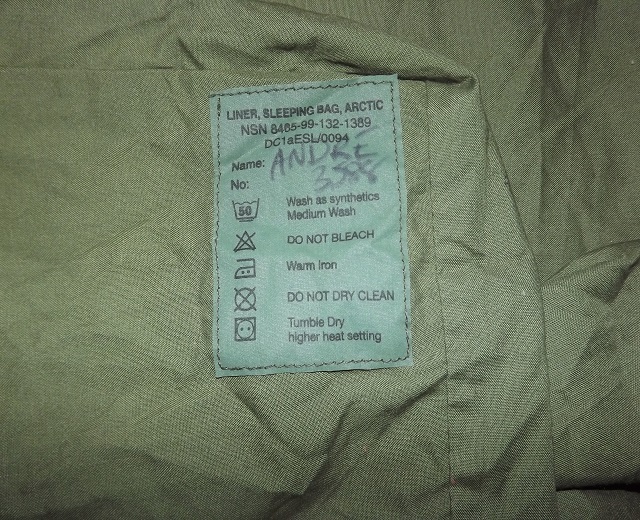 LINER, SLEEPING BAG, ARCTIC
NSN 8465-99-132-1389
DC1aESL/0094
Name: ANDRE
No: 3388
50 Wash as synthetics
Medium Wash
DO NOT BLEACH
Warm Iron
DO NOT DRY CLEAN
Tumble Dry
higher heat setting